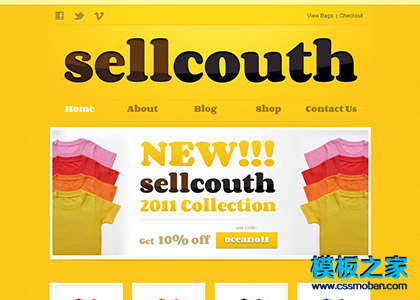 View Bags | Checkout
sellcouth
Home About Blog Shop Contact Us
NEW!!!
sellcouth
2011 Collection
use code:
Get 10% off oceano11
模板之家
www.cssmoban.com